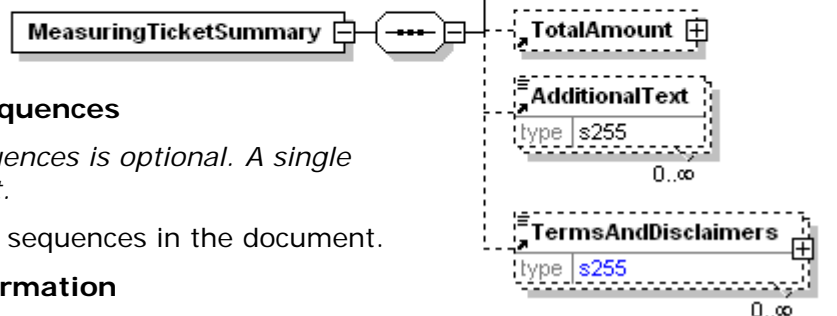 MeasuringTicketSummary
TotalAmount
quences
AdditionalText
type s255
0..∞
uences is optional. A single
t.
sequences in the document.
TermsAndDisclaimers
type s255
rmation
0..∞